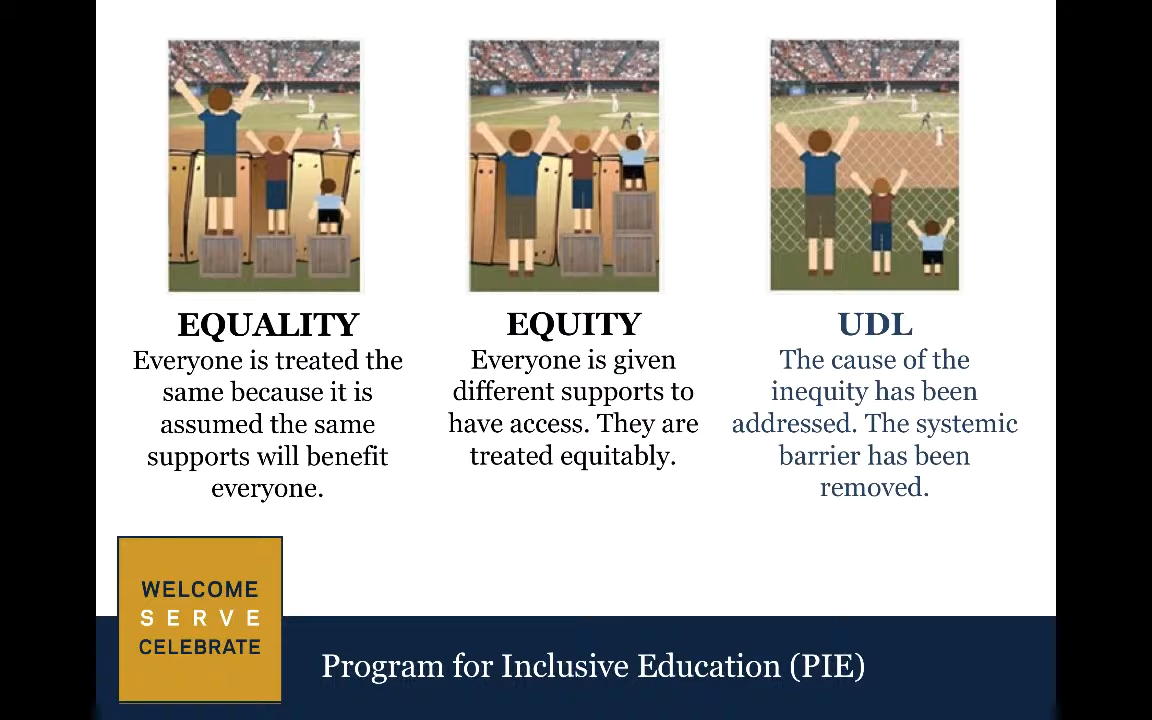 EQUALITY
Everyone is treated the
same because it is
assumed the same
supports will benefit
everyone.
EQUITY
Everyone is given
different supports to
have access. They are
treated equitably.
UDL
The cause of the
inequity has been
addressed. The systemic
barrier has been
removed.
WELCOME
SERVE
CELEBRATE
Program for Inclusive Education (PIE)